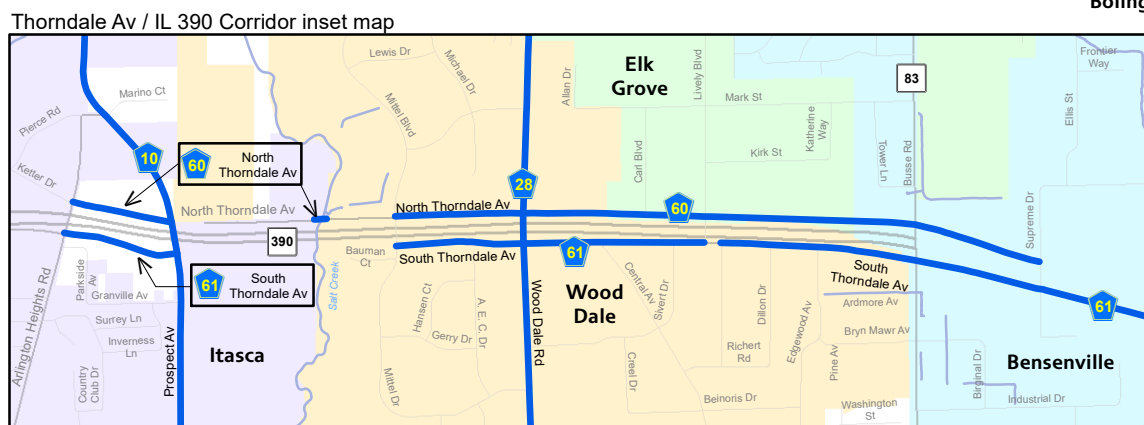 Boling
Thorndale Av / IL 390 Corridor inset map
Lewis Dr
Michael Dr
Mittel Blvd
Allan Dr
Elk
Grove
Lively Blvd
Mark St
Katherine
Way
Kirk St
Carl Blvd
83
Tower Ln
Busse Rd
Frontier
Way
Ellis St
Supreme Dr
Marino Ct
Pierce Rd
Ketter Dr
10
60
North
Thorndale Av
North Thorndale Av
390
28
North Thorndale Av
60
South Thorndale Av
61
Bauman
Ct
Salt Creek
61
South
Thorndale Av
Parkside
Av
Granville Av
Surrey Ln
Inverness
Ln
Country
Club Dr
Arlington Heights Rd
Prospect Av
Itasca
Hansen Ct
Gerry Dr
A.E.C. Dr
Mittel Dr
Wood Dale Rd
Wood
Dale
Central Av
Sivert Dr
Creel Dr
Dillon Dr
Richert
Rd
Edgewood Av
Beinoris Dr
Pine Av
South
Thorndale Av
Ardmore Av
Bryn Mawr Av
Washington
St
61
Bensenville
Birginal Dr
Industrial Dr